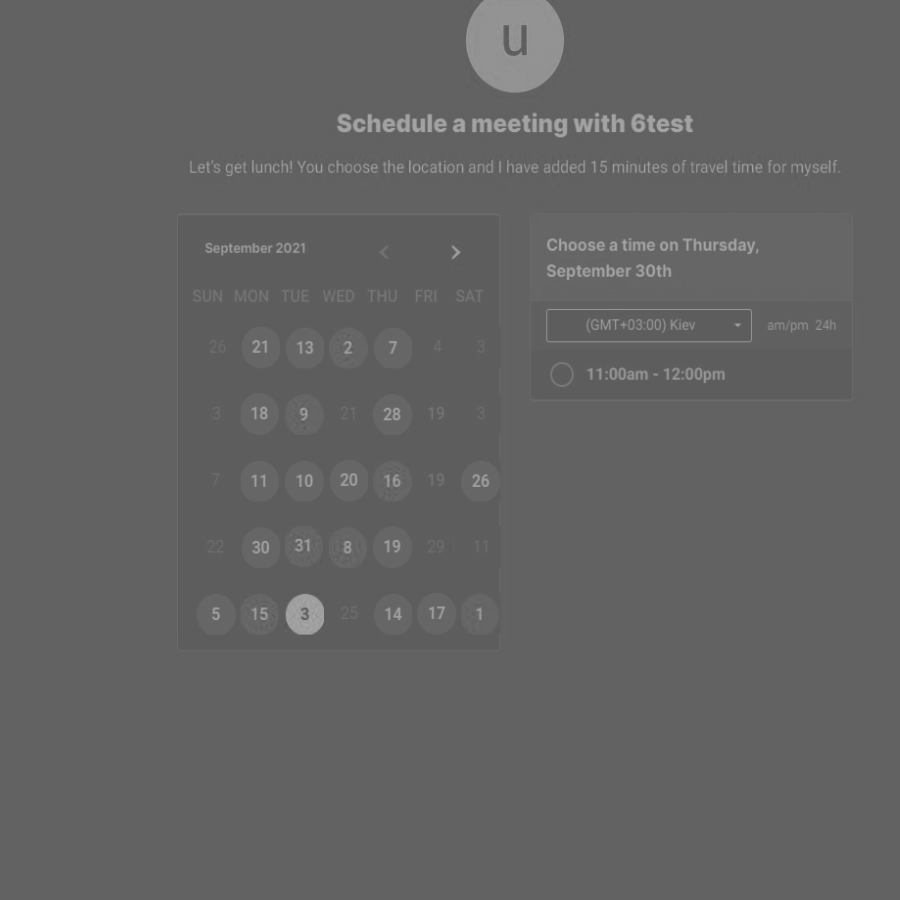 u
Schedule a meeting with 6test
Let's get lunch! You choose the location and I have added 15 minutes of travel time for myself.
September 2021
SUN MON TUE WED THU FRI SAT
26 21 13 2 7 4 3
3 18 9 21 28 19 3
7 11 10 20 16 19 26
22 30 31 8 19 29 11
5 15 3 25 14 17 1
Choose a time on Thursday,
September 30th
(GMT+03:00) Kiev am/pm 24h
11:00am - 12:00pm